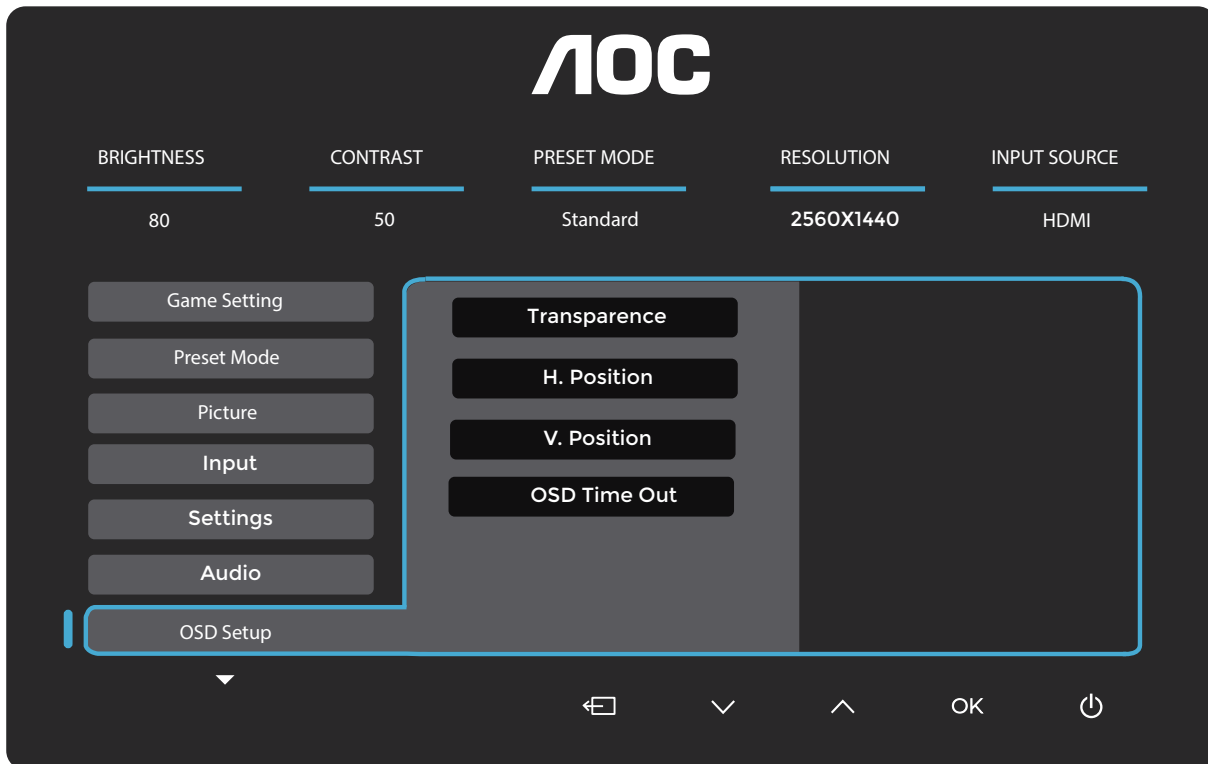 AOC
BRIGHTNESS CONTRAST PRESET MODE RESOLUTION INPUT SOURCE
80 50 Standard 2560X1440 HDMI
Game Setting
Preset Mode
Picture
Input
Settings
Audio
OSD Setup
Transparence
H. Position
V. Position
OSD Time Out
OK